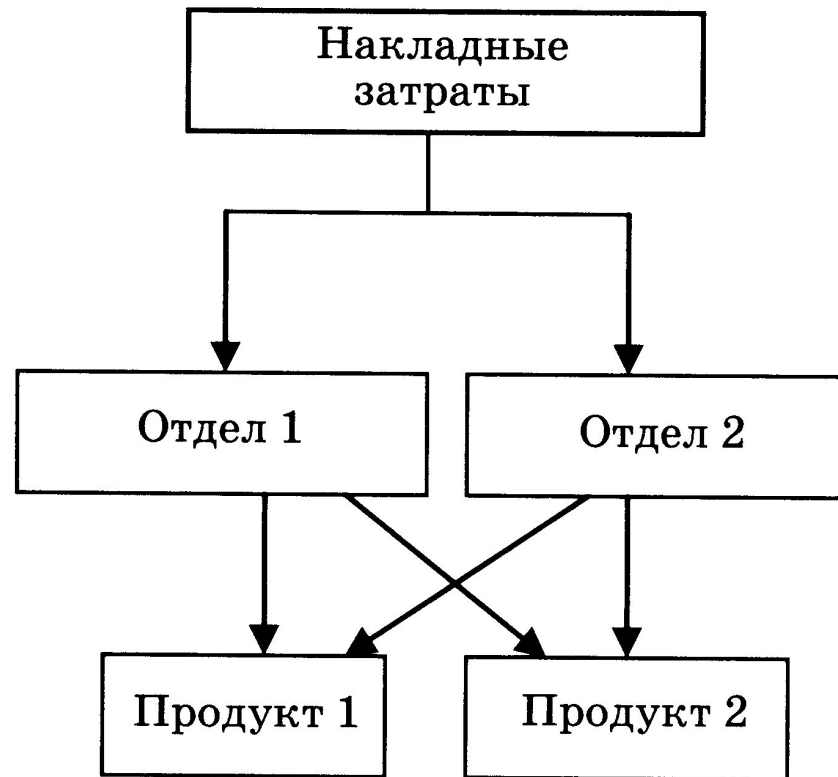 Накладные
затраты
Отдел 1
Отдел 2
Продукт 1
Продукт 2